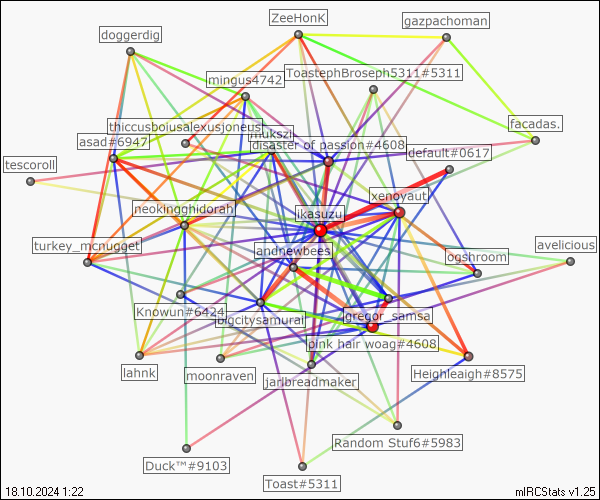 ZeeHonK
gazpachoman
doggerdig
mingus4742
ToastephBroseph5311#5311
facadas.
thiccusboiusalexusjoneus
mukszi
asad#6947
disaster of passion#4608
default#0617
tescoroll
xenoyaut
neokingghidorah
ikasuzu
turkey_mcnugget
andnewbees
avelicious
ogshroom
Knowun#6424
bigcitysamurai
gregor_samsa
pink hair woag#4608
lahnk
moonraven
jarlbreadmaker
Heighleaigh#8575
Random Stuf6#5983
Duck™#9103
Toast#5311
18.10.2024 1:22
mIRCStats v1.25